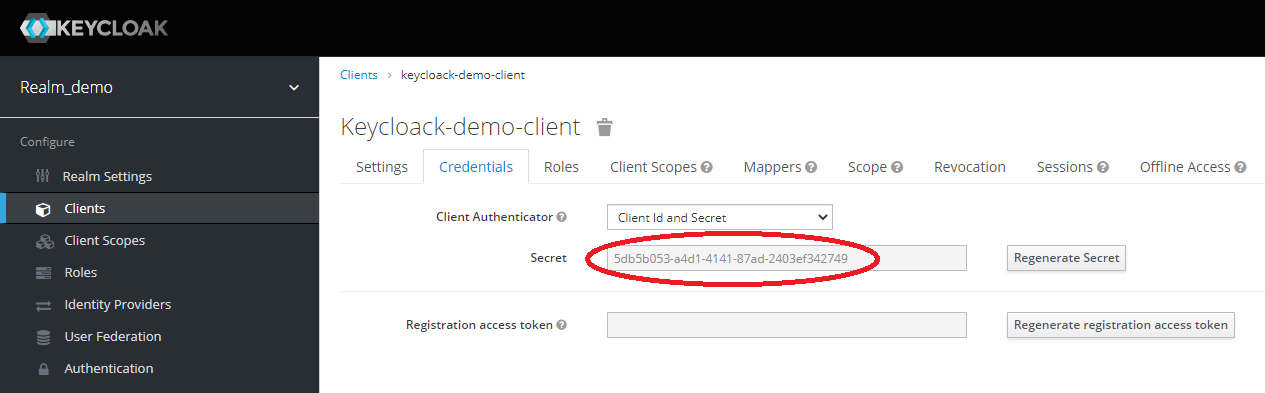 KEYCLOAK
Realm_demo
Configure
Realm Settings
Clients
Client Scopes
Roles
Identity Providers
User Federation
Authentication
Clients > keycloack-demo-client
Keycloack-demo-client
Settings Credentials Roles Client Scopes ? Mappers ? Scope ? Revocation Sessions ? Offline Access ?
Client Authenticator ? Client Id and Secret
Secret 5db5b053-a4d1-4141-87ad-2403ef342749 Regenerate Secret
Registration access token ? Regenerate registration access token